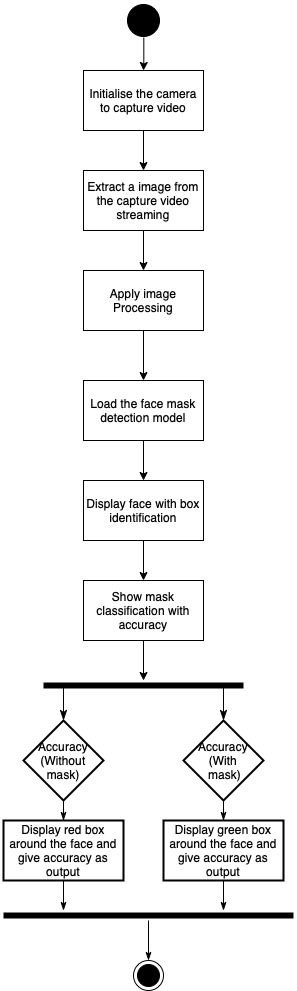 Initialise the camera
to capture video
Extract a image from
the capture video
streaming
Apply image
Processing
Load the face mask
detection model
Display face with box
identification
Show mask
classification with
accuracy
Accuracy
(Without
mask)
Accuracy
(With
mask)
Display red box
around the face and
give accuracy as
output
Display green box
around the face and
give accuracy as
output